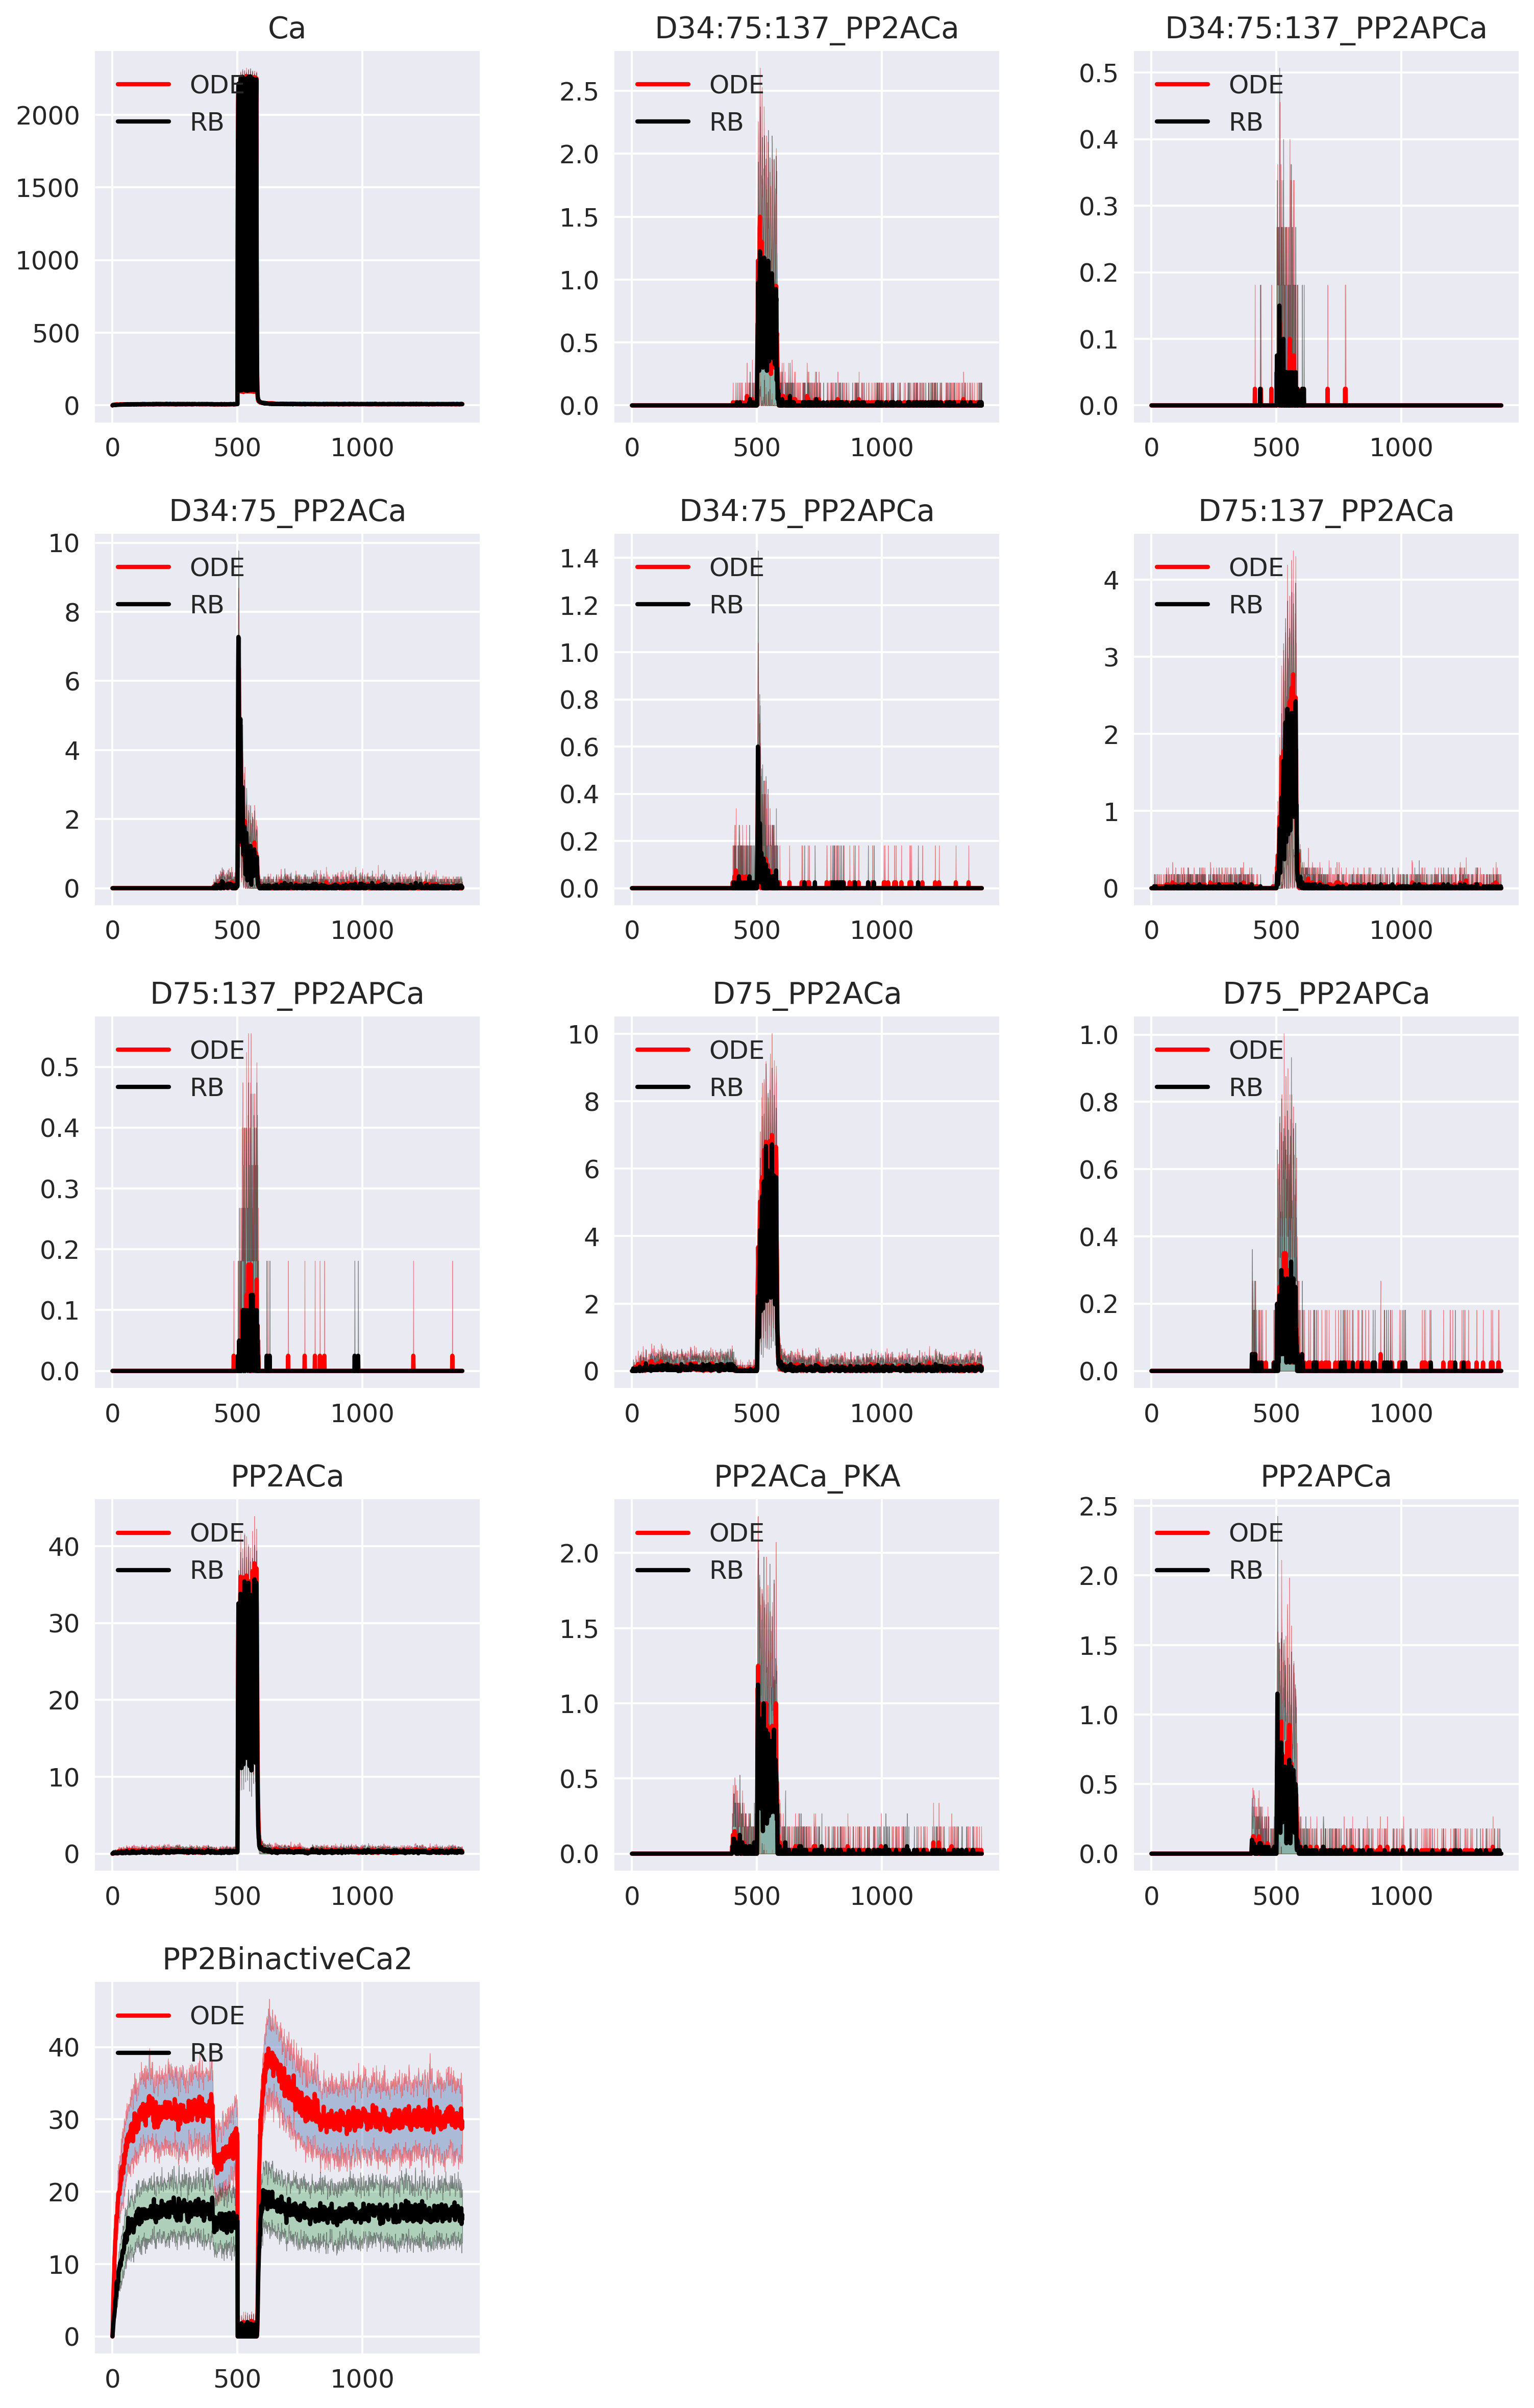 Ca
ODE
RB
2000
1500
1000
500
0
0 500 1000
D34:75:137_PP2ACa
ODE
RB
2.5
2.0
1.5
1.0
0.5
0.0
0 500 1000
D34:75:137_PP2APCa
ODE
RB
0.5
0.4
0.3
0.2
0.1
0.0
0 500 1000
D34:75_PP2ACa
ODE
RB
10
8
6
4
2
0
0 500 1000
D34:75_PP2APCa
ODE
RB
1.4
1.2
1.0
0.8
0.6
0.4
0.2
0.0
0 500 1000
D75:137_PP2ACa
ODE
RB
4
3
2
1
0
0 500 1000
D75:137_PP2APCa
ODE
RB
0.5
0.4
0.3
0.2
0.1
0.0
0 500 1000
D75_PP2ACa
ODE
RB
10
8
6
4
2
0
0 500 1000
D75_PP2APCa
ODE
RB
1.0
0.8
0.6
0.4
0.2
0.0
0 500 1000
PP2ACa
ODE
RB
40
30
20
10
0
0 500 1000
PP2ACa_PKA
ODE
RB
2.0
1.5
1.0
0.5
0.0
0 500 1000
PP2APCa
ODE
RB
2.5
2.0
1.5
1.0
0.5
0.0
0 500 1000
PP2BinactiveCa2
ODE
RB
40
30
20
10
0
0 500 1000